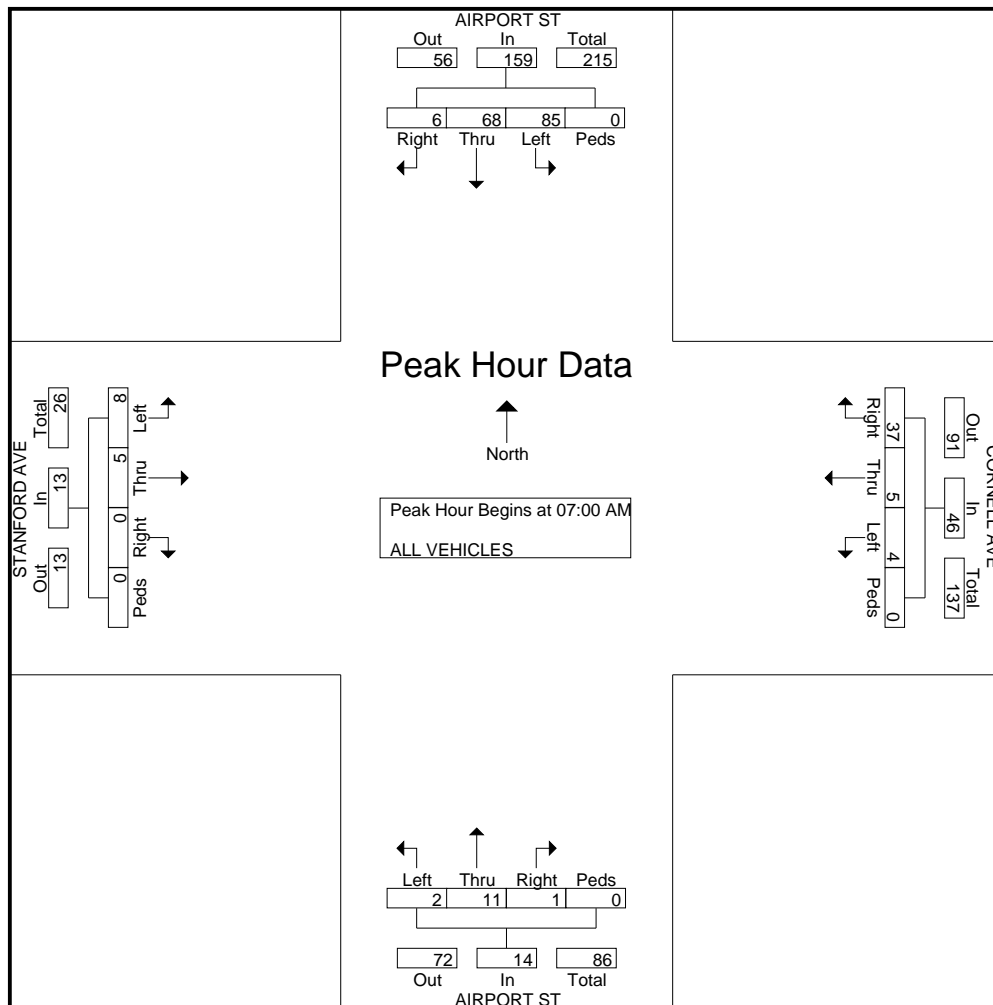 AIRPORT ST
Out In Total
56 159 215
6 68 85 0
Right Thru Left Peds
Peak Hour Data
North
Peak Hour Begins at 07:00 AM
ALL VEHICLES
STANFORD AVE
Out In Total
13 13 26
8 5 0 0
Left Thru Right Peds
CORNELL AVE
Out In Total
91 46 137
37 5 4 0
Right Thru Left Peds
Left Thru Right Peds
2 11 1 0
72 14 86
Out In Total
AIRPORT ST